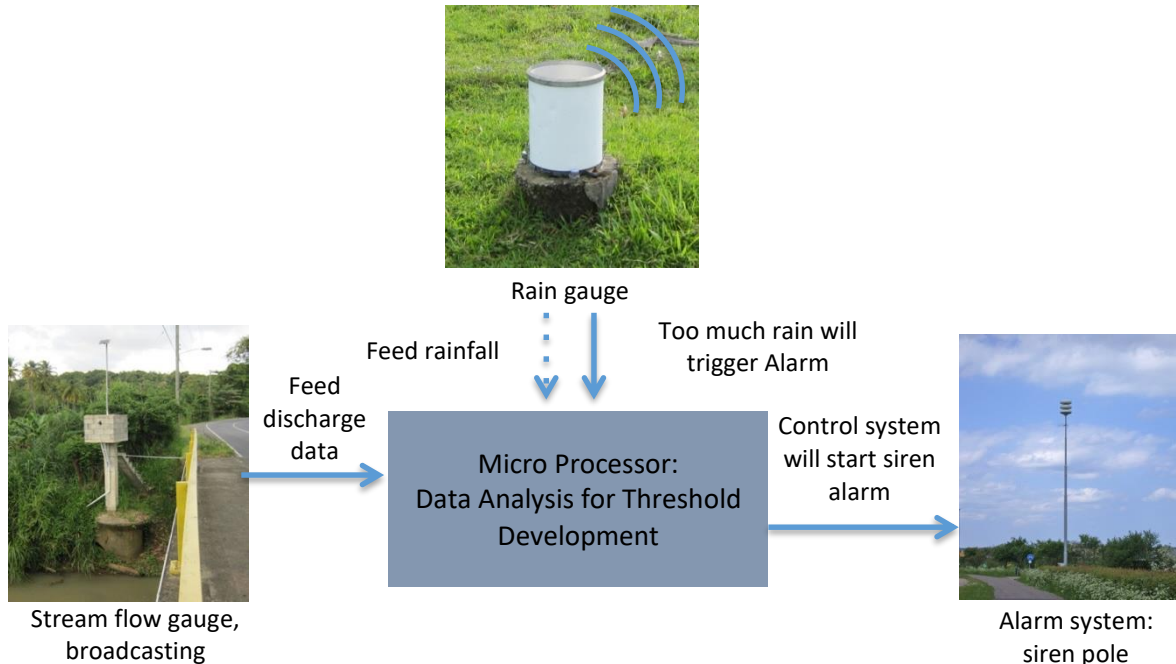 Rain gauge
Feed rainfall
Too much rain will
trigger Alarm
Feed
discharge
data
Micro Processor:
Data Analysis for Threshold
Development
Control system
will start siren
alarm
Stream flow gauge,
broadcasting
Alarm system:
siren pole